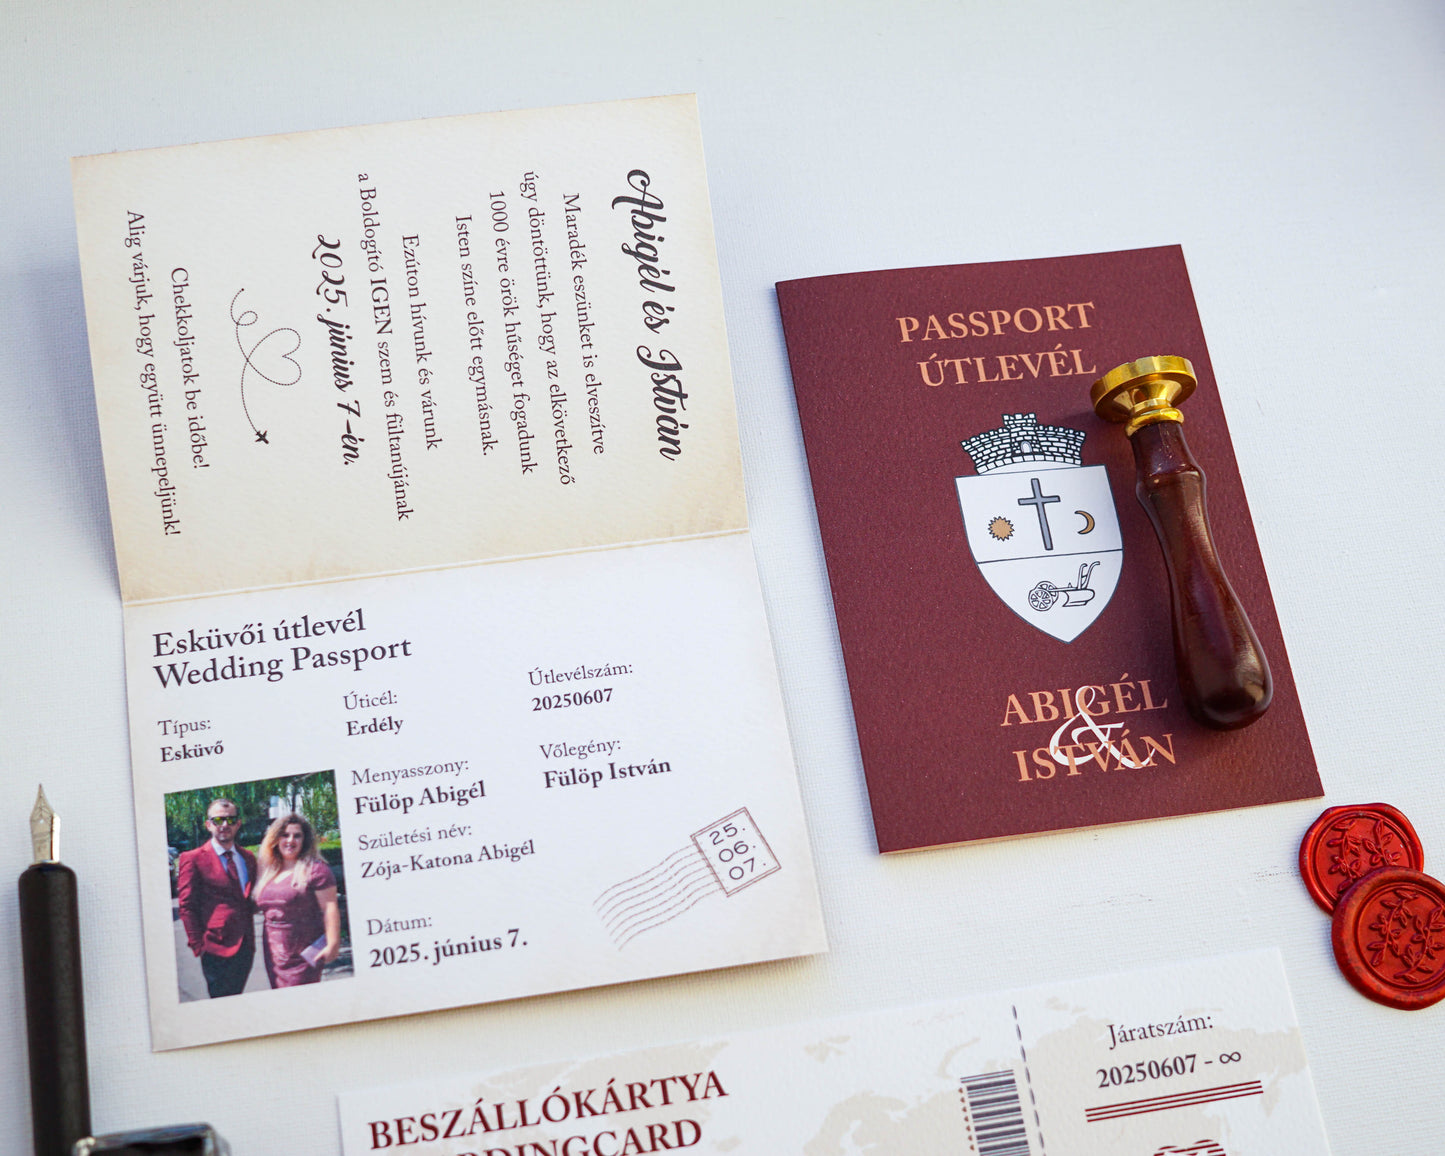 Abigél és István
Maradék eszünket is elveszítve
úgy döntöttünk, hogy az elkövetkező
1000 évre örök hűséget fogadunk
Isten színe előtt egymásnak.
Ezúton hívunk és várunk
a Boldogító IGEN szem és fültanújának
2025. június 7-én.
Chekkoljatok be időbe!
Alig várjuk, hogy együtt ünnepeljünk!
Esküvői útlevél
Wedding Passport
Típus:
Esküvő
Úticél:
Erdély
Útlevélszám:
20250607
Menyasszony:
Fülöp Abigél
Vőlegény:
Fülöp István
Születési név:
Zója-Katona Abigél
Dátum:
2025. június 7.
25.
06.
07.
PASSPORT
ÚTLEVÉL
ABIGÉL
&
ISTVÁN
BESZÁLLÓKÁRTYA
RDINGCARD
Járatszám:
20250607 - ∞